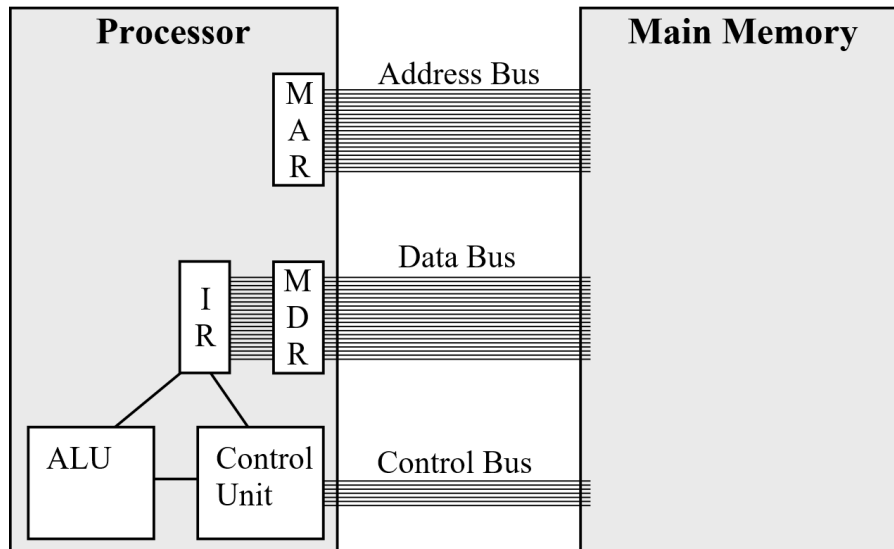 Processor
Main Memory
Address Bus
M
A
R
Data Bus
I
R
M
D
R
ALU
Control
Unit
Control Bus